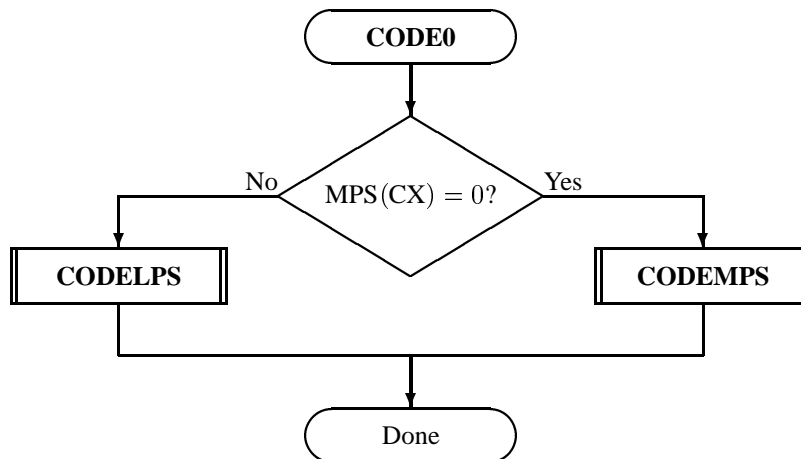 CODE0
No
MPS(CX) = 0?
Yes
CODELPS
CODEMPS
Done